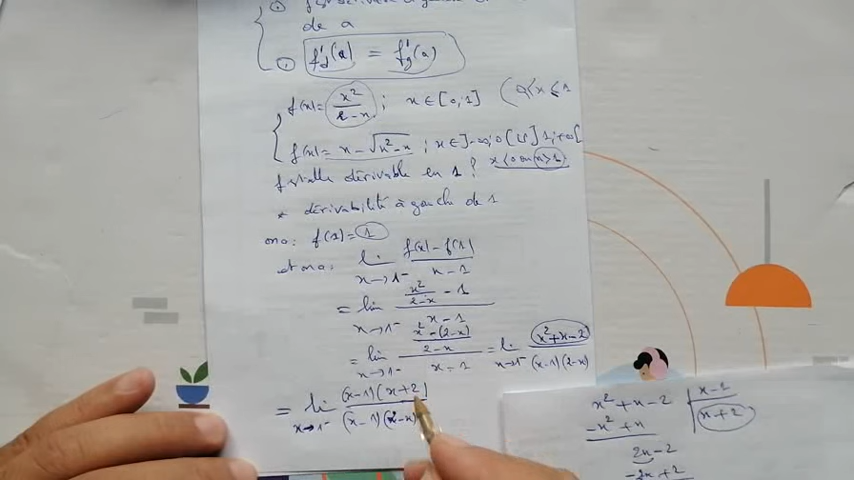 ① 
de a
① f'd(a) = f'g(a)
f(x) = x²/(2-x) ; x ∈ [0,1] (0 ≤ x ≤ 1
f(x) = x - √(x²-x) ; x ∈ ]-∞,0[ ∪ ]1,+∞[
f est-elle dérivable en 1 ? x<0 ou x>1
* dérivabilité à gauche de 1
on a : f(1) = 1
et on a : lim x→1⁻ (f(x) - f(1))/(x-1)
= lim x→1⁻ (x²/(2-x) - 1)/(x-1)
= lim x→1⁻ ((x²-(2-x))/(2-x))/(x-1) = lim x→1⁻ (x²+x-2)/((x-1)(2-x))
= lim x→1⁻ (x-1)(x+2)/((x-1)(2-x))
x²+x-2 | x-2
-x²+x | x+2
2x-2
-2x+2